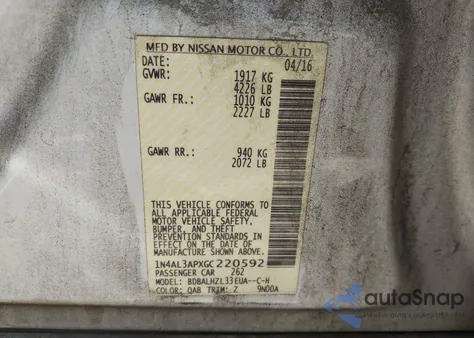 MFD BY NISSAN MOTOR CO., LTD.
DATE: 04/16
GVWR: 1917 KG
4226 LB
GAWR FR.: 1010 KG
2227 LB
GAWR RR.: 940 KG
2072 LB
THIS VEHICLE CONFORMS TO
ALL APPLICABLE FEDERAL
MOTOR VEHICLE SAFETY,
BUMPER, AND THEFT
PREVENTION STANDARDS IN
EFFECT ON THE DATE OF
MANUFACTURE SHOWN ABOVE.
1N4AL3APXGC220592
PASSENGER CAR 262
MODEL: BDBALHZL33EUA--C-H
COLOR: QAB TRIM: Z 9N00A
autoSnap
POWERED BY